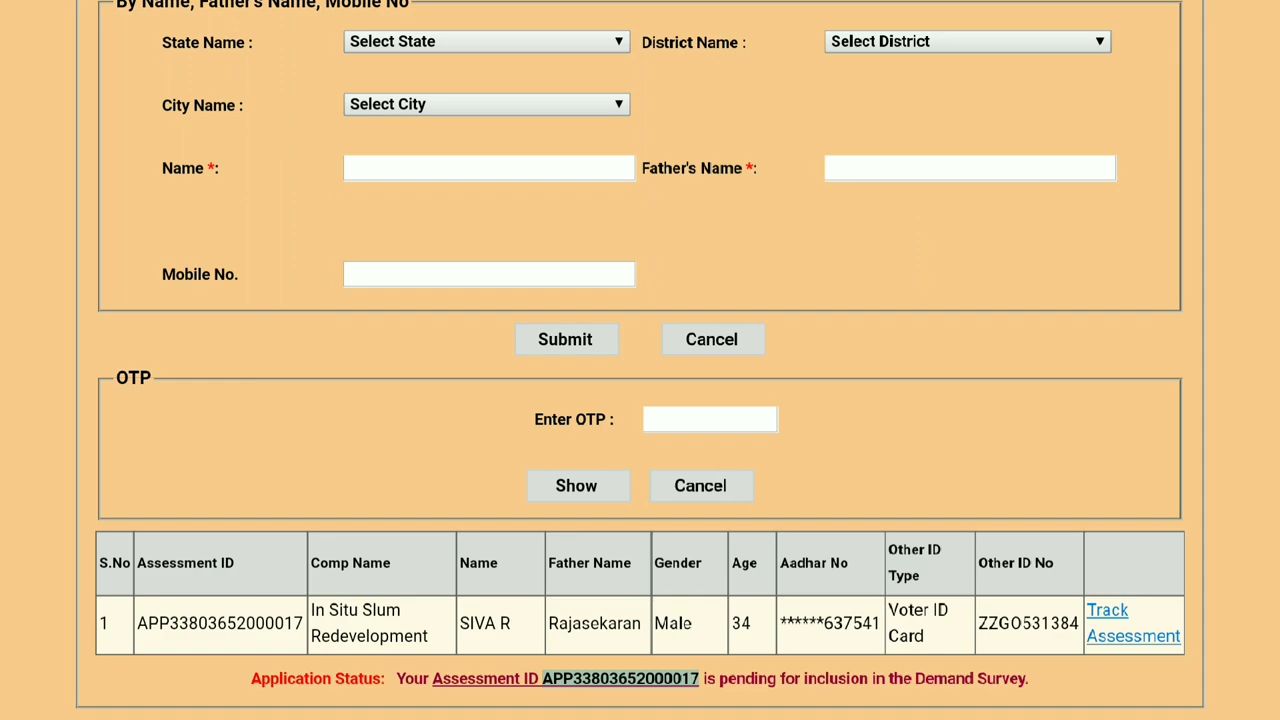 By Name, Father's Name, Mobile No
State Name : Select State ▼ District Name : Select District ▼
City Name : Select City ▼
Name *: Father's Name *:
Mobile No.
Submit Cancel
OTP
Enter OTP :
Show Cancel
S.No Assessment ID Comp Name Name Father Name Gender Age Aadhar No Other ID Type Other ID No
1 APP33803652000017 In Situ Slum Redevelopment SIVA R Rajasekaran Male 34 ******637541 Voter ID Card ZZGO531384 Track Assessment
Application Status: Your Assessment ID APP33803652000017 is pending for inclusion in the Demand Survey.